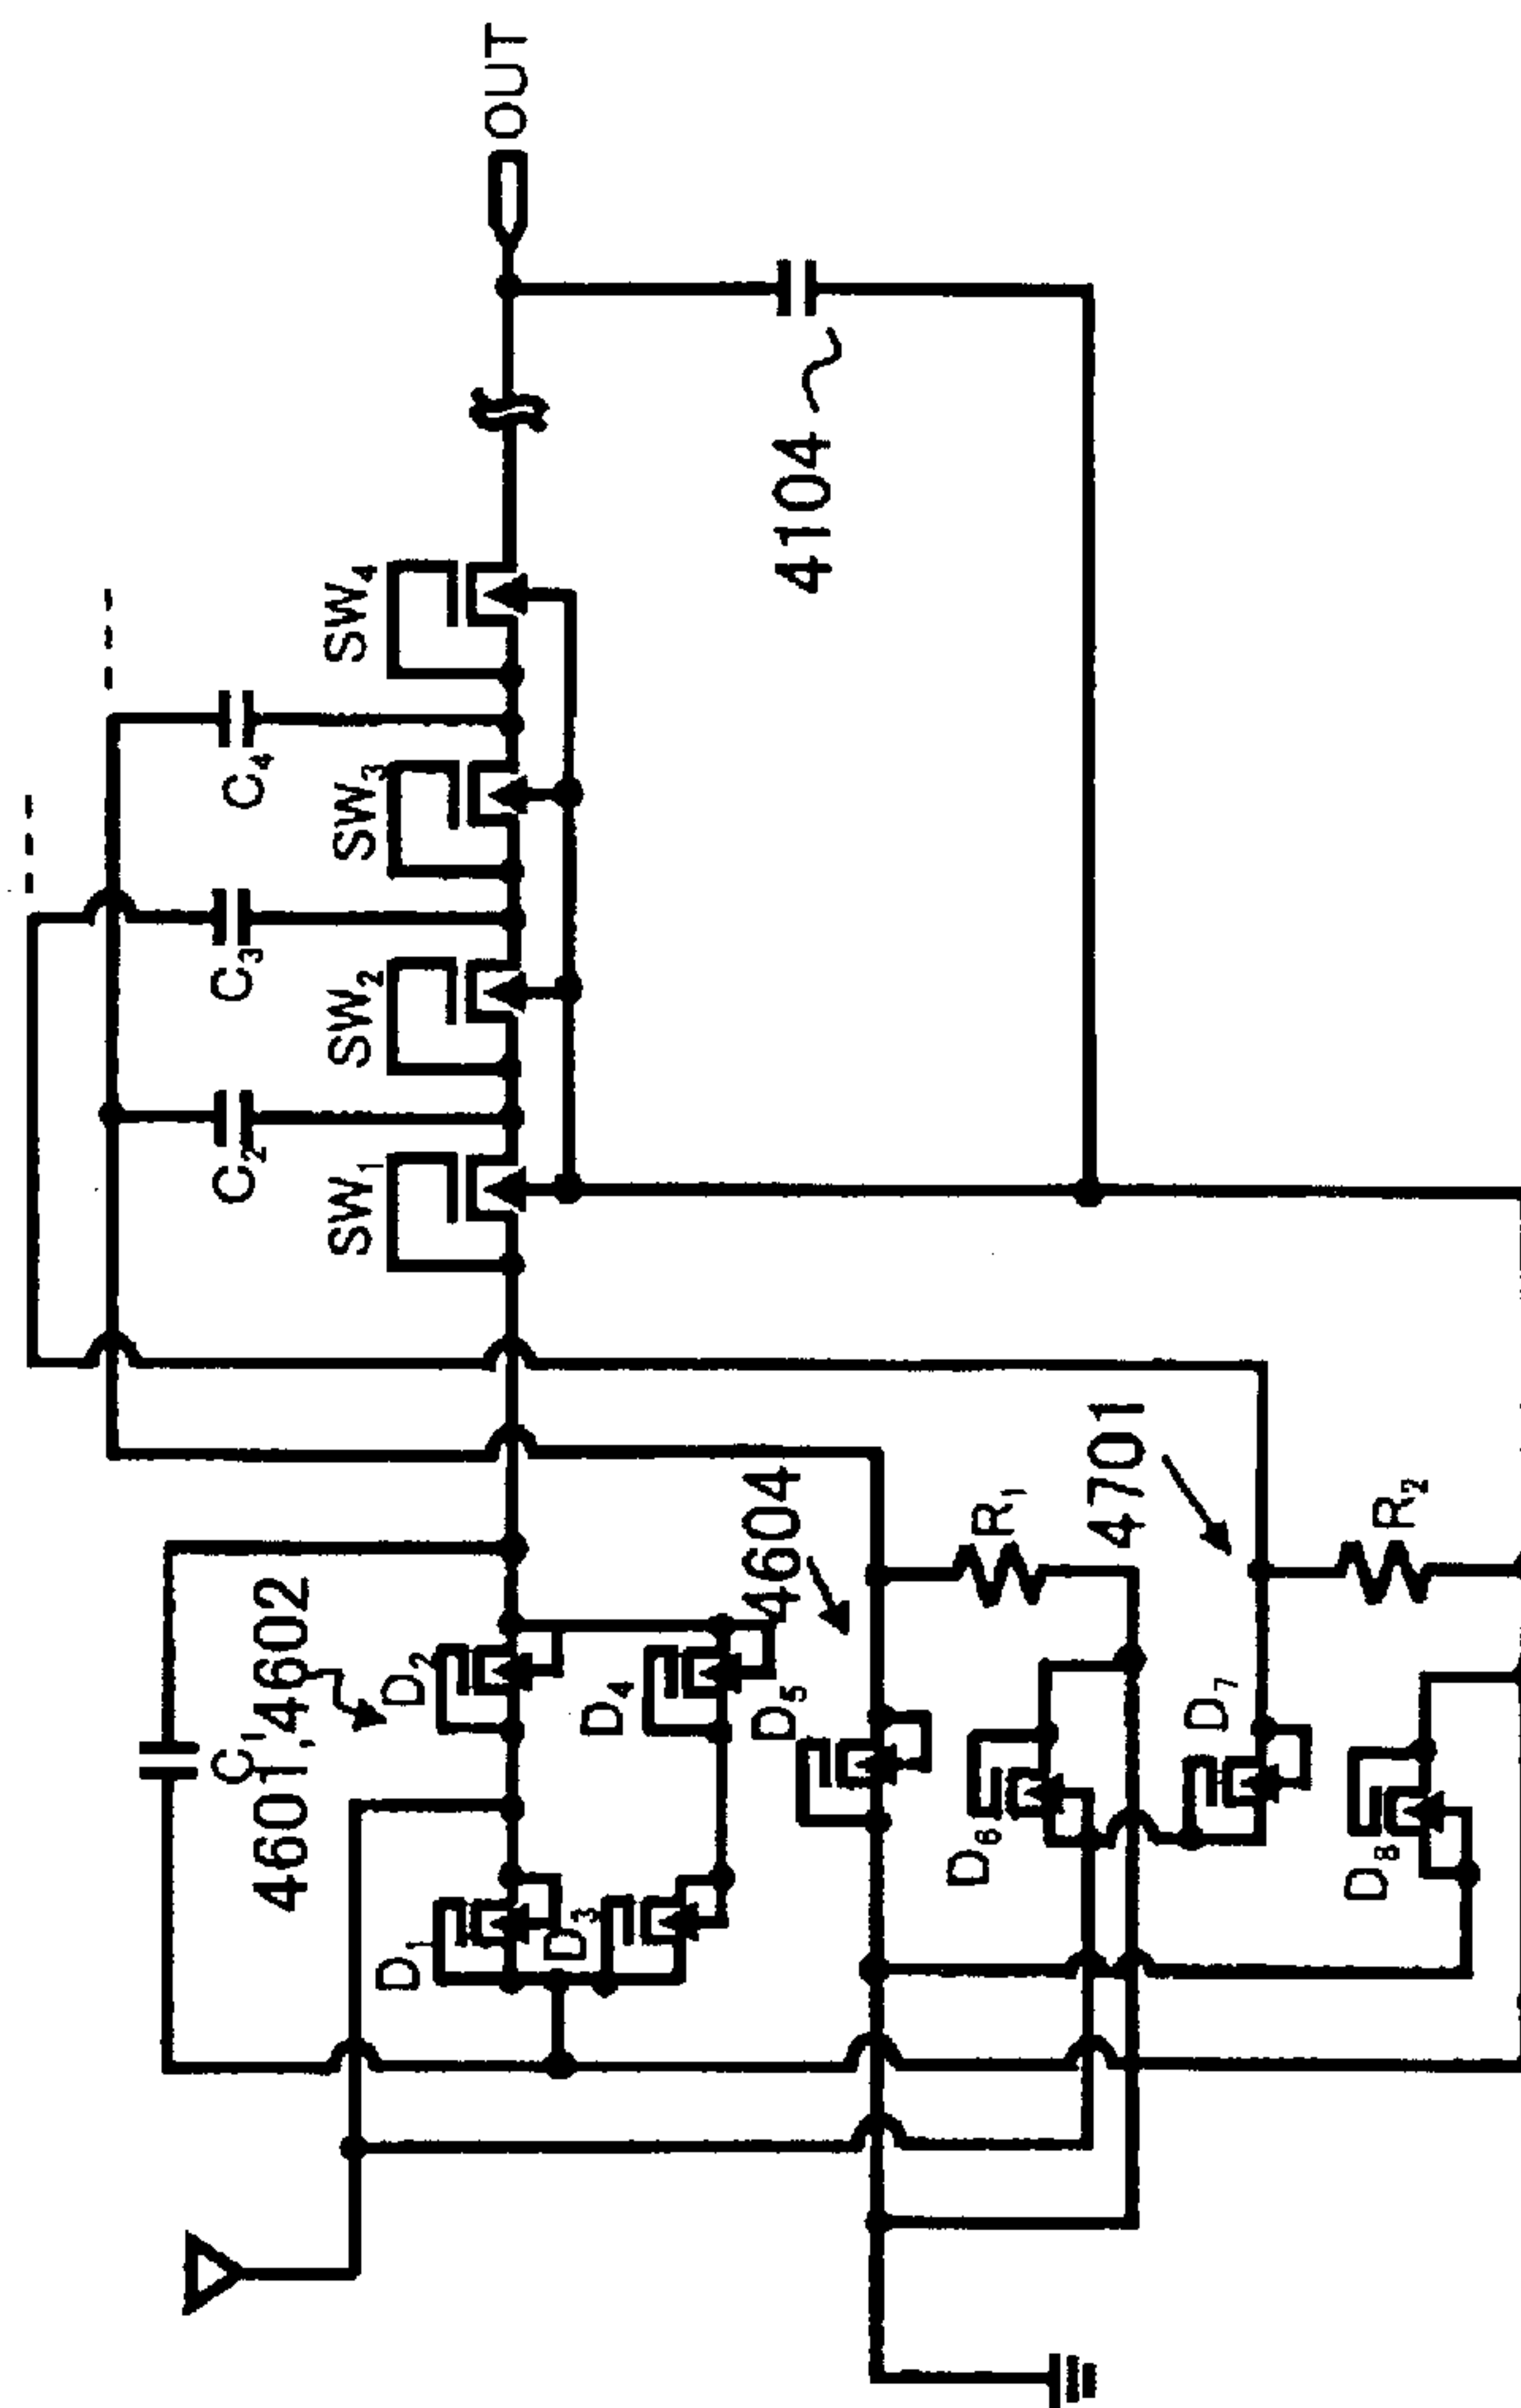 OUT
4104
SW4
SW3
SW2
SW1
C4
C3
C2
C1
4601,4602
D2
D4
D1
D3
4604
D5
R1
D6
4701
D7
R2
D8